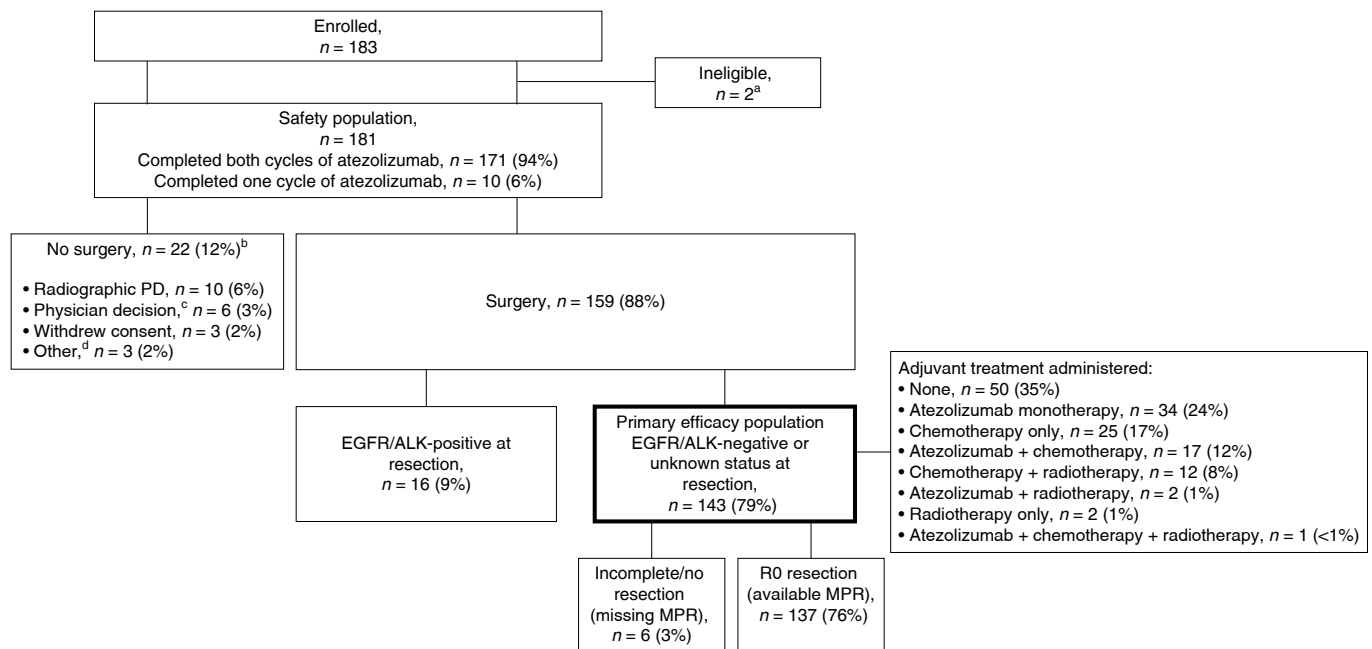 Enrolled,
n = 183
Ineligible,
n = 2a
Safety population,
n = 181
Completed both cycles of atezolizumab, n = 171 (94%)
Completed one cycle of atezolizumab, n = 10 (6%)
No surgery, n = 22 (12%)b
• Radiographic PD, n = 10 (6%)
• Physician decision,c n = 6 (3%)
• Withdrew consent, n = 3 (2%)
• Other,d n = 3 (2%)
Surgery, n = 159 (88%)
EGFR/ALK-positive at
resection,
n = 16 (9%)
Primary efficacy population
EGFR/ALK-negative or
unknown status at
resection,
n = 143 (79%)
Adjuvant treatment administered:
• None, n = 50 (35%)
• Atezolizumab monotherapy, n = 34 (24%)
• Chemotherapy only, n = 25 (17%)
• Atezolizumab + chemotherapy, n = 17 (12%)
• Chemotherapy + radiotherapy, n = 12 (8%)
• Atezolizumab + radiotherapy, n = 2 (1%)
• Radiotherapy only, n = 2 (1%)
• Atezolizumab + chemotherapy + radiotherapy, n = 1 (<1%)
Incomplete/no
resection
(missing MPR),
n = 6 (3%)
R0 resection
(available MPR),
n = 137 (76%)